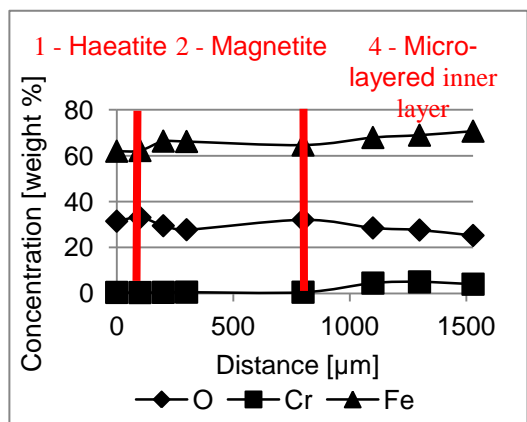 1 - Haeatite 2 - Magnetite 4 - Micro-
layered inner
layer
Concentration [weight %]
80
60
40
20
0
0 500 1000 1500
Distance [µm]
O Cr Fe